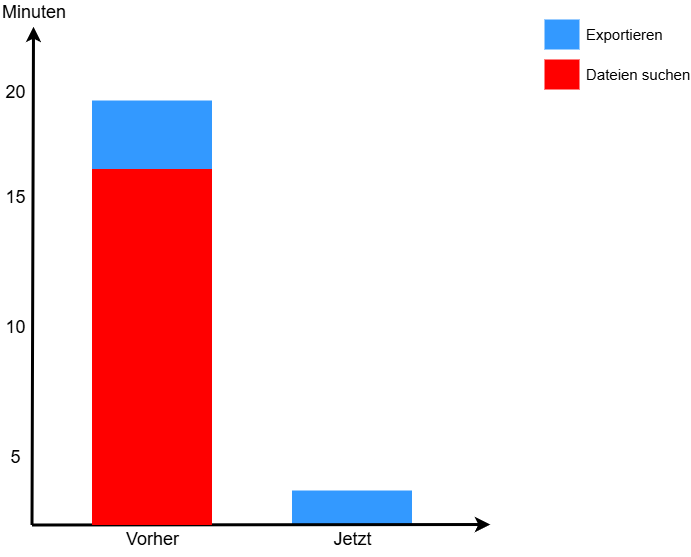 Minuten
Exportieren
Dateien suchen
20
15
10
5
Vorher
Jetzt